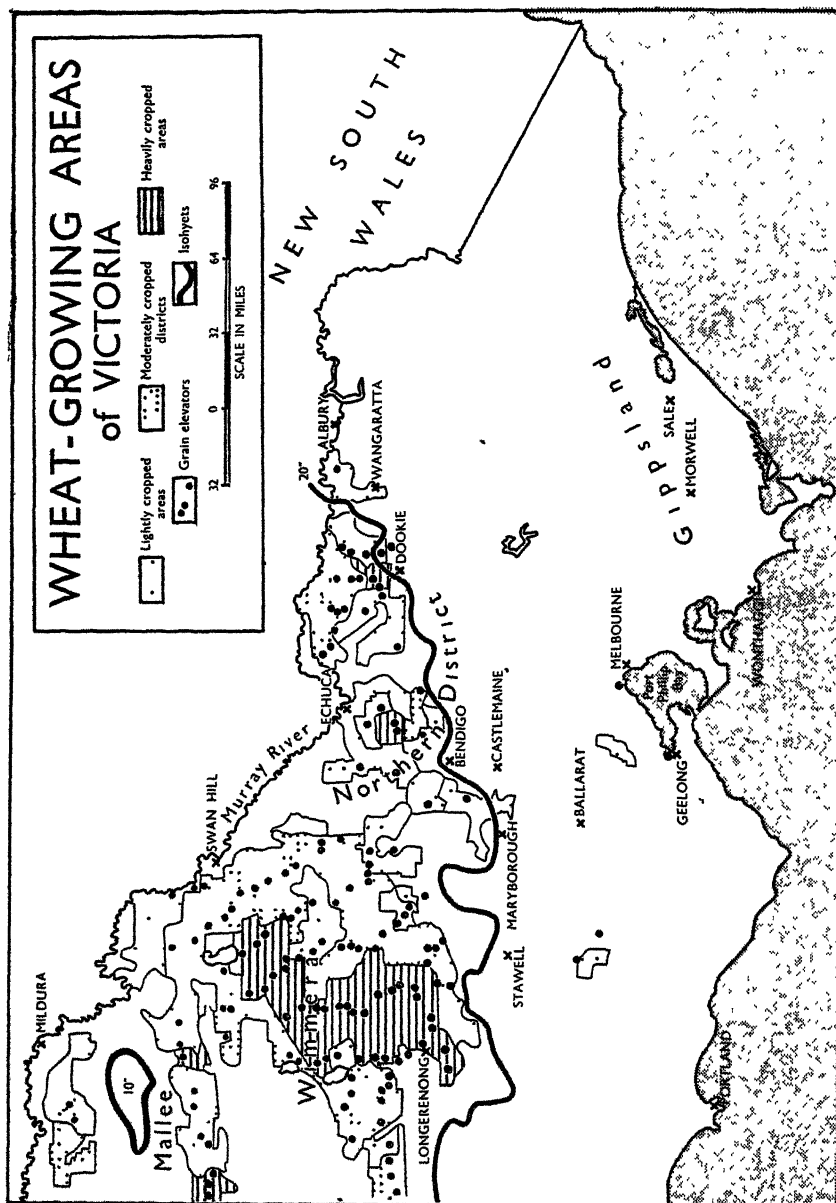 WHEAT-GROWING AREAS
of VICTORIA
Lightly cropped
areas
Moderately cropped
districts
Heavily cropped
areas
Grain elevators
Isohyets
32 0 32 64 96
SCALE IN MILES
NEW SOUTH
WALES
MILDURA
10"
Mallee
SWAN HILL
Murray River
Wimmera
LONGERENONG
ECHUCA
Northern District
20"
ALBURY
WANGARATTA
DOOKIE
BENDIGO
CASTLEMAINE
MARYBOROUGH
STAWELL
BALLARAT
GEELONG
MELBOURNE
Port
Phillip
Bay
PORTLAND
WONTHAGGI
Gippsland
SALE
MORWELL